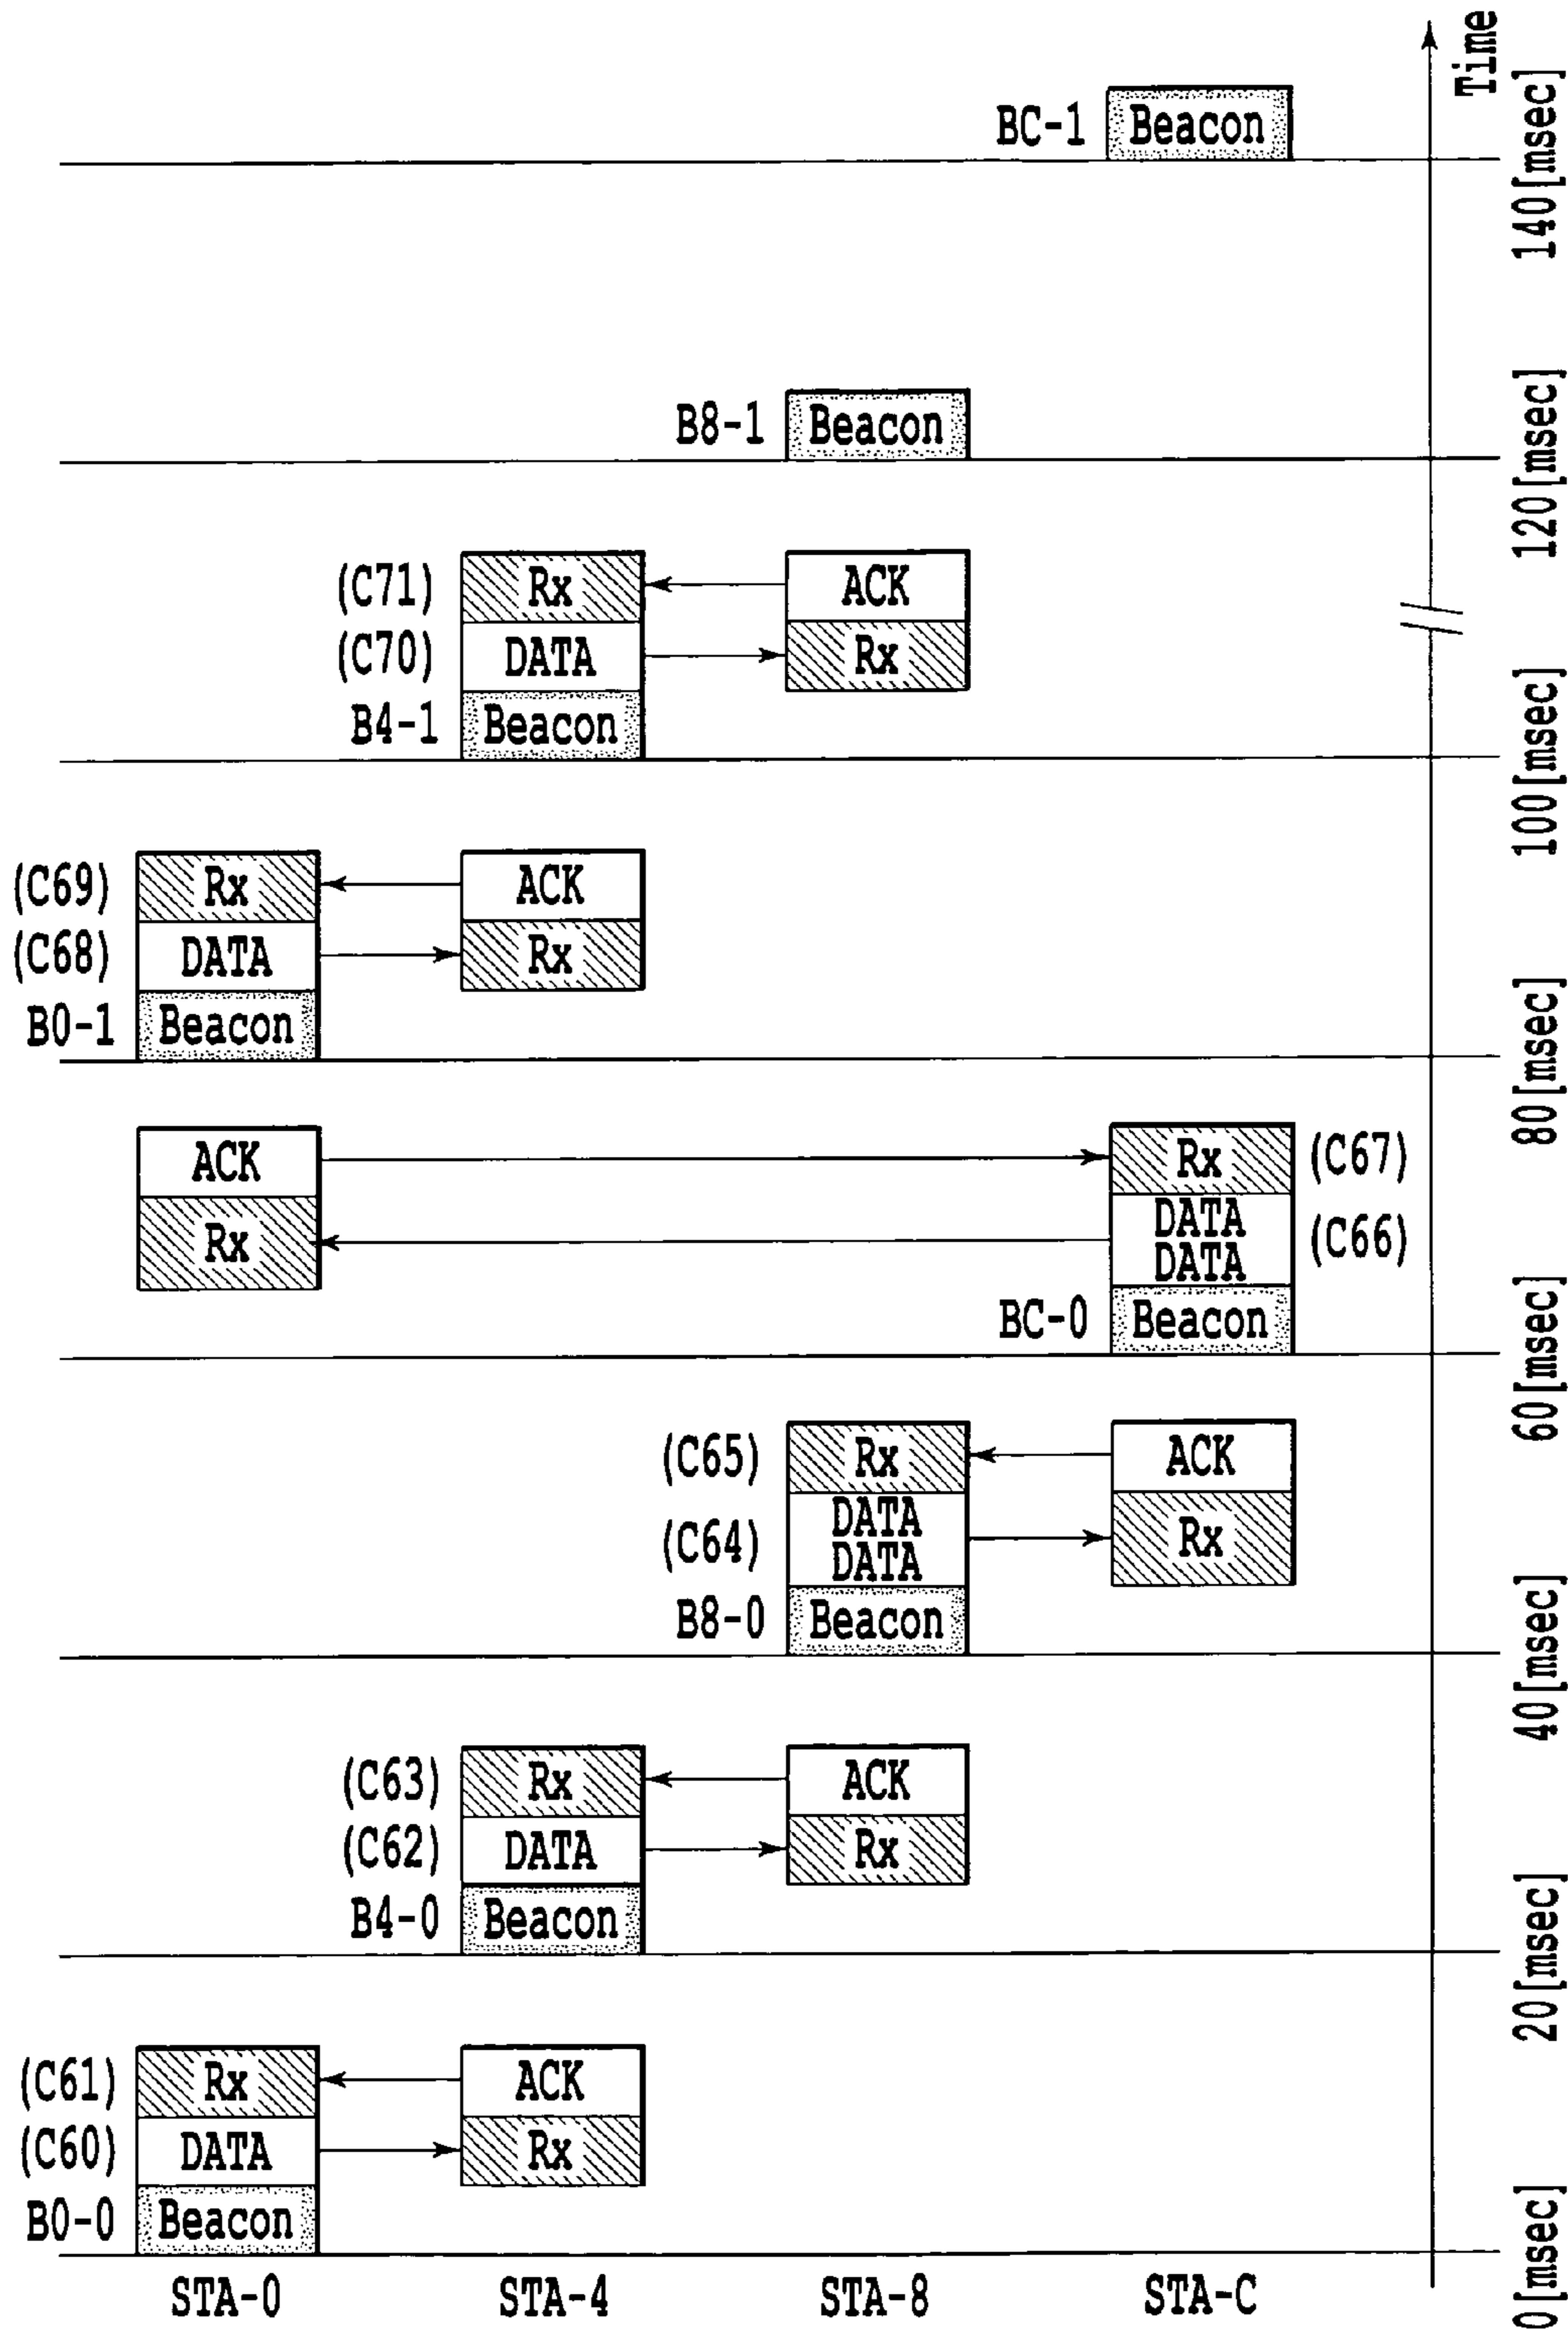 Time
140[msec]
BC-1 Beacon
120[msec]
B8-1 Beacon
(C71) Rx ACK
(C70) DATA Rx
B4-1 Beacon
100[msec]
(C69) Rx ACK
(C68) DATA Rx
B0-1 Beacon
80[msec]
ACK Rx (C67)
Rx DATA
DATA (C66)
BC-0 Beacon
60[msec]
(C65) Rx ACK
(C64) DATA
DATA Rx
B8-0 Beacon
40[msec]
(C63) Rx ACK
(C62) DATA Rx
B4-0 Beacon
20[msec]
(C61) Rx ACK
(C60) DATA Rx
B0-0 Beacon
0[msec]
STA-0 STA-4 STA-8 STA-C